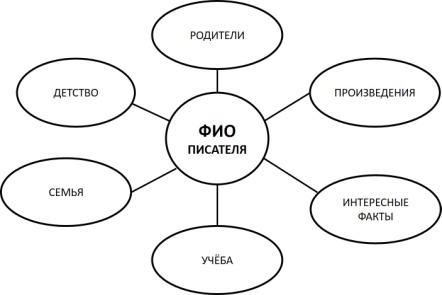 РОДИТЕЛИ
ДЕТСТВО
ПРОИЗВЕДЕНИЯ
ФИО
ПИСАТЕЛЯ
СЕМЬЯ
ИНТЕРЕСНЫЕ
ФАКТЫ
УЧЁБА